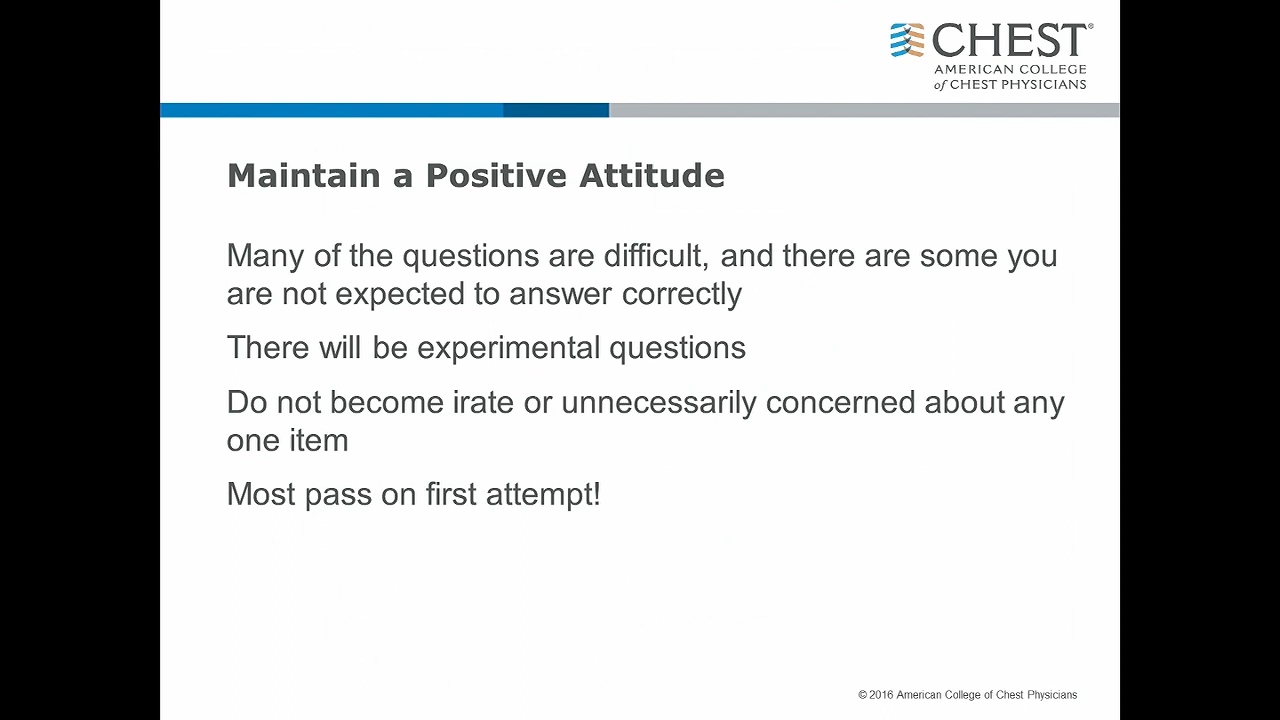 CHEST®
AMERICAN COLLEGE
of CHEST PHYSICIANS
Maintain a Positive Attitude
Many of the questions are difficult, and there are some you
are not expected to answer correctly
There will be experimental questions
Do not become irate or unnecessarily concerned about any
one item
Most pass on first attempt!
© 2016 American College of Chest Physicians